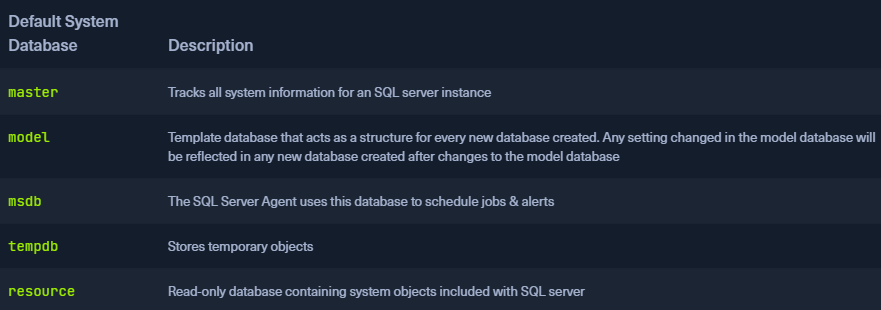 Default System
Database Description
master Tracks all system information for an SQL server instance
model Template database that acts as a structure for every new database created. Any setting changed in the model database will
be reflected in any new database created after changes to the model database
msdb The SQL Server Agent uses this database to schedule jobs & alerts
tempdb Stores temporary objects
resource Read-only database containing system objects included with SQL server